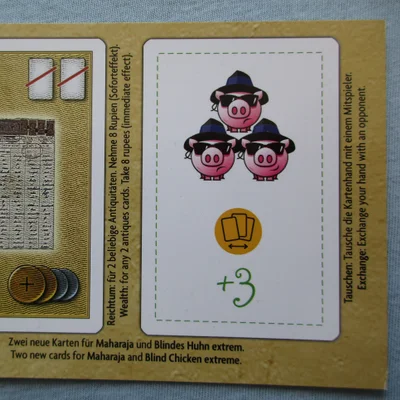 Reichtum: für 2 beliebige Antiquitäten. Nehme 8 Rupien (Soforteffekt).
Wealth: for any 2 antiques cards. Take 8 rupees (immediate effect).
+3
Tauschen: Tausche die Kartenhand mit einem Mitspieler.
Exchange: Exchange your hand with an opponent.
Zwei neue Karten für Maharaja und Blindes Huhn extrem.
Two new cards for Maharaja and Blind Chicken extreme.